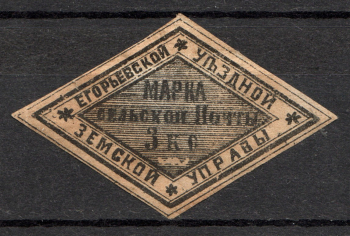 ЕГОРЬЕВСКОЙ УѢЗДНОЙ
ЗЕМСКОЙ УПРАВЫ
МАРКА
сельской Почты
3 к с